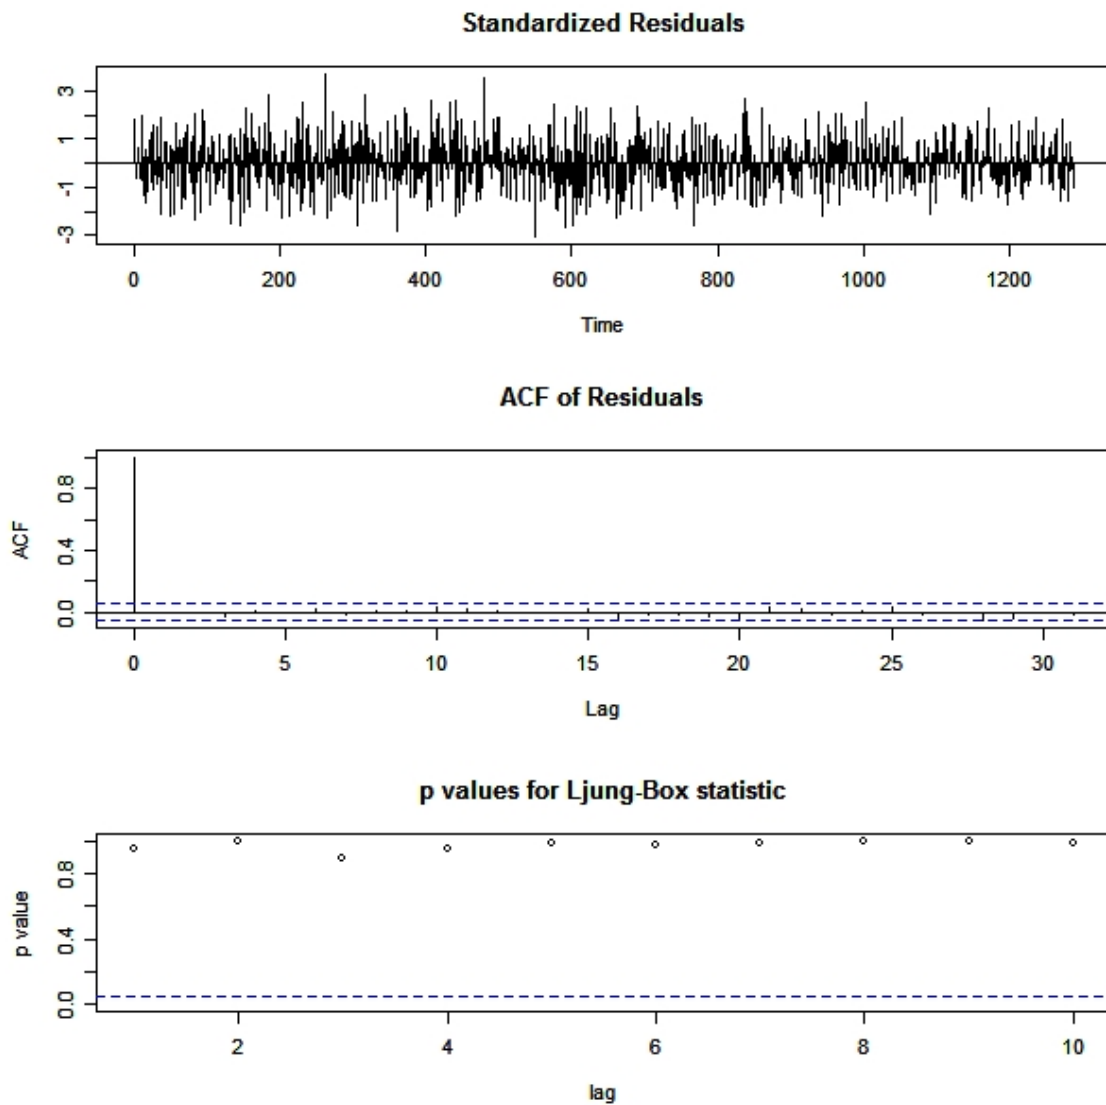 Standardized Residuals
3
1
-1
-3
0 200 400 600 800 1000 1200
Time
ACF of Residuals
ACF
0.8
0.4
0.0
0 5 10 15 20 25 30
Lag
p values for Ljung-Box statistic
p value
0.8
0.4
0.0
2 4 6 8 10
lag